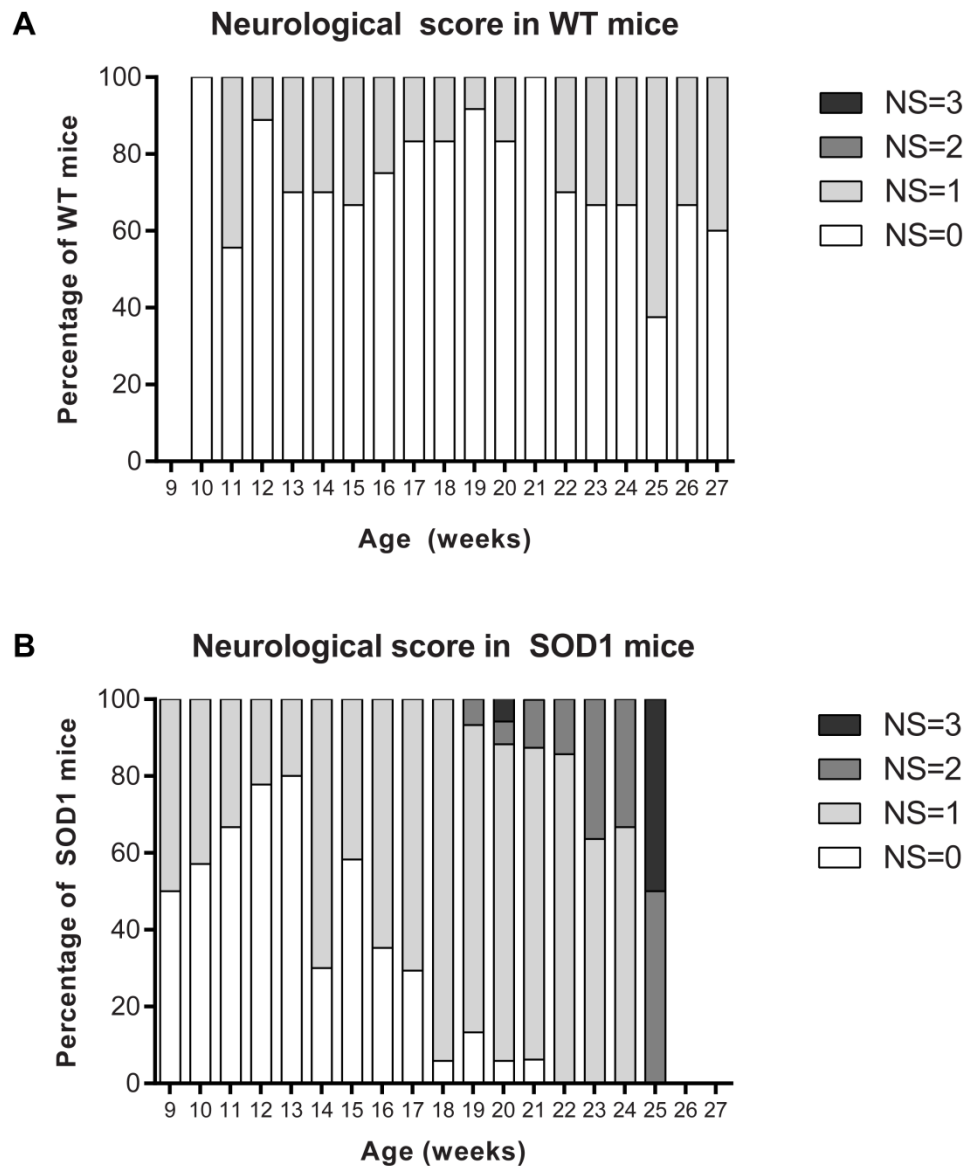 A
Neurological score in WT mice
Percentage of WT mice
100
80
60
40
20
0
9 10 11 12 13 14 15 16 17 18 19 20 21 22 23 24 25 26 27
Age (weeks)
NS=3
NS=2
NS=1
NS=0
B
Neurological score in SOD1 mice
Percentage of SOD1 mice
100
80
60
40
20
0
9 10 11 12 13 14 15 16 17 18 19 20 21 22 23 24 25 26 27
Age (weeks)
NS=3
NS=2
NS=1
NS=0